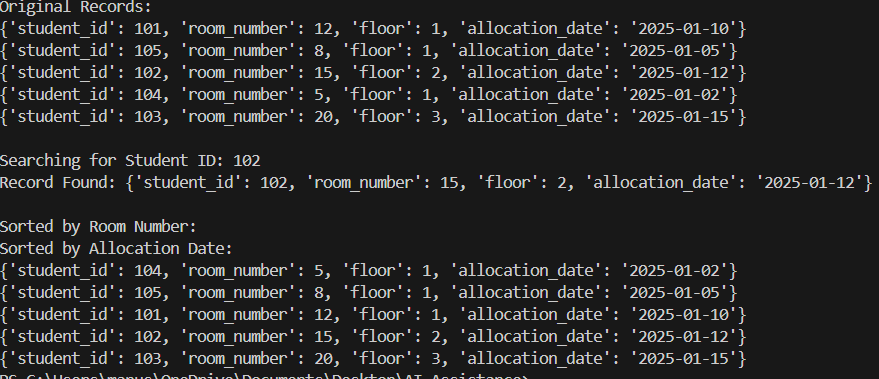 Original Records:
{'student_id': 101, 'room_number': 12, 'floor': 1, 'allocation_date': '2025-01-10'}
{'student_id': 105, 'room_number': 8, 'floor': 1, 'allocation_date': '2025-01-05'}
{'student_id': 102, 'room_number': 15, 'floor': 2, 'allocation_date': '2025-01-12'}
{'student_id': 104, 'room_number': 5, 'floor': 1, 'allocation_date': '2025-01-02'}
{'student_id': 103, 'room_number': 20, 'floor': 3, 'allocation_date': '2025-01-15'}
Searching for Student ID: 102
Record Found: {'student_id': 102, 'room_number': 15, 'floor': 2, 'allocation_date': '2025-01-12'}
Sorted by Room Number:
Sorted by Allocation Date:
{'student_id': 104, 'room_number': 5, 'floor': 1, 'allocation_date': '2025-01-02'}
{'student_id': 105, 'room_number': 8, 'floor': 1, 'allocation_date': '2025-01-05'}
{'student_id': 101, 'room_number': 12, 'floor': 1, 'allocation_date': '2025-01-10'}
{'student_id': 102, 'room_number': 15, 'floor': 2, 'allocation_date': '2025-01-12'}
{'student_id': 103, 'room_number': 20, 'floor': 3, 'allocation_date': '2025-01-15'}